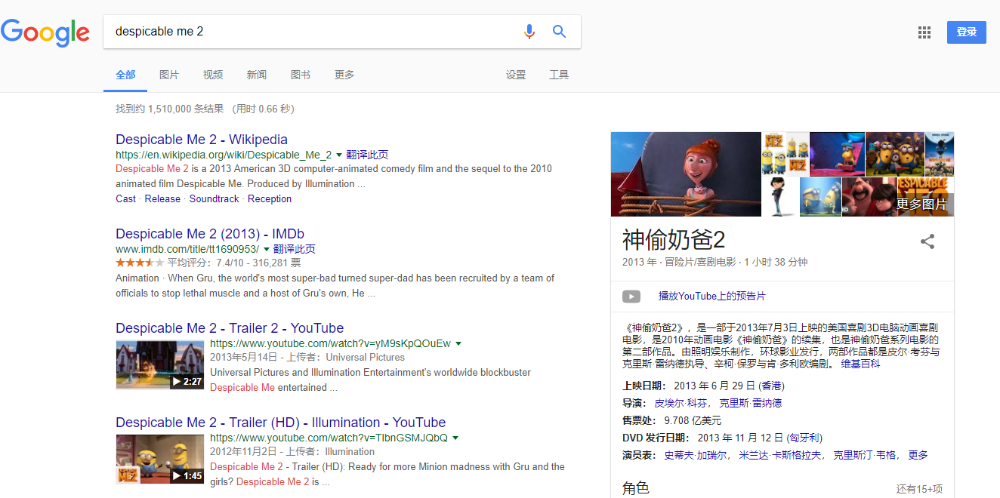 Google
despicable me 2
登录
全部 图片 视频 新闻 图书 更多 设置 工具
找到约 1,510,000 条结果 （用时 0.66 秒）
Despicable Me 2 - Wikipedia
https://en.wikipedia.org/wiki/Despicable_Me_2 翻译此页
Despicable Me 2 is a 2013 American 3D computer-animated comedy film and the sequel to the 2010
animated film Despicable Me. Produced by Illumination ...
Cast · Release · Soundtrack · Reception
Despicable Me 2 (2013) - IMDb
www.imdb.com/title/tt1690953/ 翻译此页
平均评分：7.4/10 - 316,281 票
Animation · When Gru, the world's most super-bad turned super-dad has been recruited by a team of
officials to stop lethal muscle and a host of Gru's own, He ...
Despicable Me 2 - Trailer 2 - YouTube
https://www.youtube.com/watch?v=yM9sKpQOuEw
2013年5月14日 - 上传者：Universal Pictures
Universal Pictures and Illumination Entertainment's worldwide blockbuster
Despicable Me entertained ...
2:27
Despicable Me 2 - Trailer (HD) - Illumination - YouTube
https://www.youtube.com/watch?v=TlbnGSMJQbQ
2012年11月2日 - 上传者：Illumination
Despicable Me 2 - Trailer (HD): Ready for more Minion madness with Gru and the
girls? Despicable Me 2 is ...
1:45
更多图片
神偷奶爸2
2013 年 · 冒险片/喜剧电影 · 1 小时 38 分钟
播放YouTube上的预告片
《神偷奶爸2》，是一部于2013年7月3日上映的美国喜剧3D电脑动画喜剧
电影，是2010年动画电影《神偷奶爸》的续集，也是神偷奶爸系列电影的
第二部作品。由照明娱乐制作，环球影业发行，两部作品都是皮尔·考芬与
克里斯·雷纳德执导、辛柯·保罗与肯·多利欧编剧。 维基百科
上映日期： 2013 年 6 月 29 日 (香港)
导演： 皮埃尔·科芬， 克里斯·雷纳德
售票处： 9.708 亿美元
DVD 发行日期： 2013 年 11 月 12 日 (匈牙利)
演员表： 史蒂夫·加瑞尔， 米兰达·卡斯格拉夫， 克里斯汀·韦格， 更多
角色
还有15+项